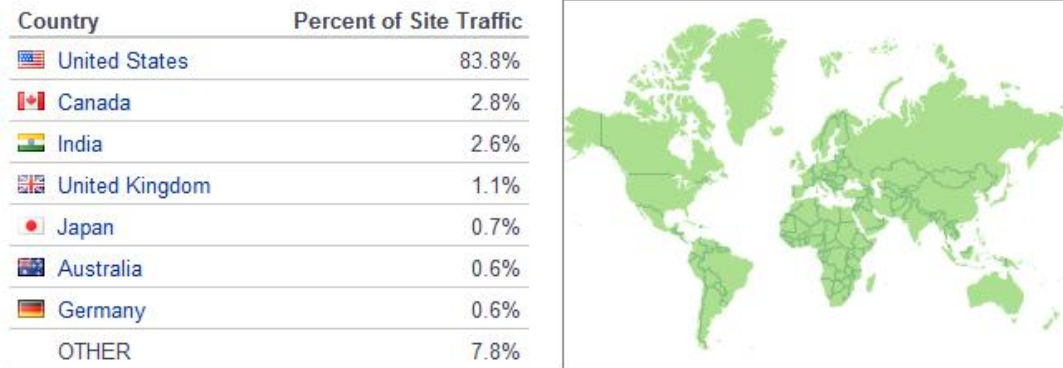 Country Percent of Site Traffic
United States 83.8%
Canada 2.8%
India 2.6%
United Kingdom 1.1%
Japan 0.7%
Australia 0.6%
Germany 0.6%
OTHER 7.8%